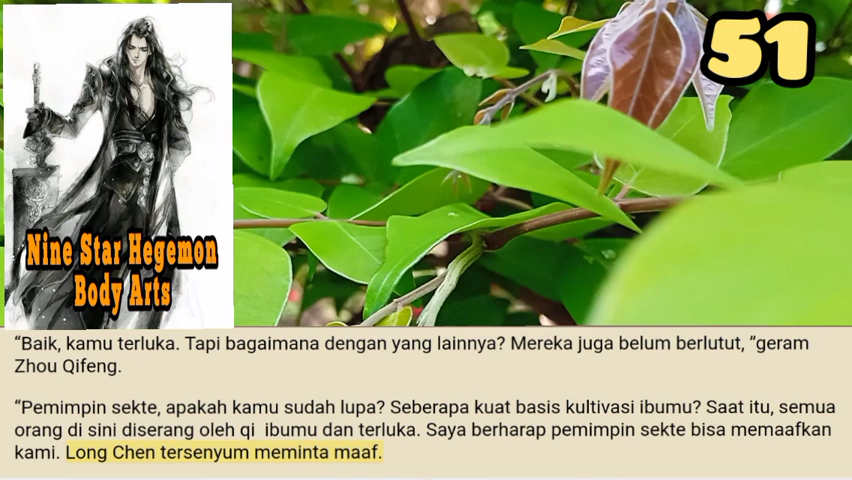 51
Nine Star Hegemon
Body Arts
“Baik, kamu terluka. Tapi bagaimana dengan yang lainnya? Mereka juga belum berlutut, ”geram
Zhou Qifeng.
“Pemimpin sekte, apakah kamu sudah lupa? Seberapa kuat basis kultivasi ibumu? Saat itu, semua
orang di sini diserang oleh qi  ibumu dan terluka. Saya berharap pemimpin sekte bisa memaafkan
kami. Long Chen tersenyum meminta maaf.